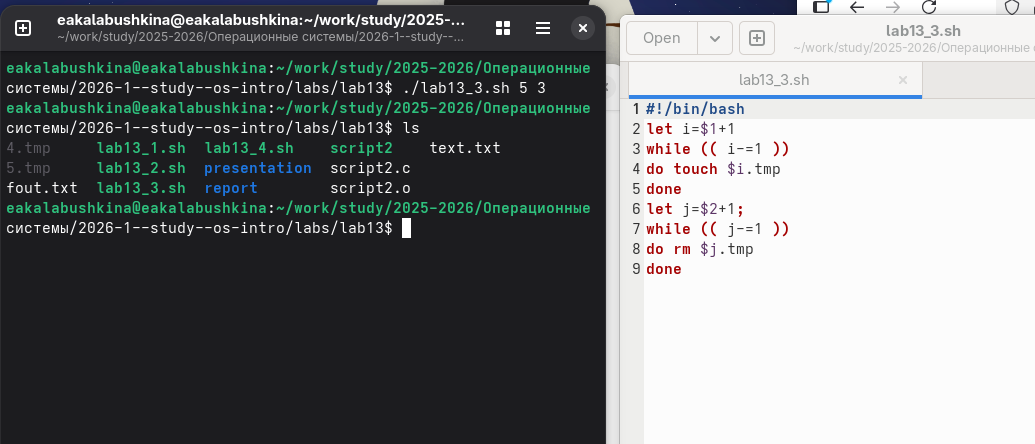 eakalabushkina@eakalabushkina:~/work/study/2025-...
~/work/study/2025-2026/Операционные системы/2026-1--study--...
eakalabushkina@eakalabushkina:~/work/study/2025-2026/Операционные
системы/2026-1--study--os-intro/labs/lab13$ ./lab13_3.sh 5 3
eakalabushkina@eakalabushkina:~/work/study/2025-2026/Операционные
системы/2026-1--study--os-intro/labs/lab13$ ls
4.tmp lab13_1.sh lab13_4.sh script2 text.txt
5.tmp lab13_2.sh presentation script2.c
fout.txt lab13_3.sh report script2.o
eakalabushkina@eakalabushkina:~/work/study/2025-2026/Операционные
системы/2026-1--study--os-intro/labs/lab13$
Open
lab13_3.sh
~/work/study/2025-2026/Операционные
lab13_3.sh
1 #!/bin/bash
2 let i=$1+1
3 while (( i-=1 ))
4 do touch $i.tmp
5 done
6 let j=$2+1;
7 while (( j-=1 ))
8 do rm $j.tmp
9 done